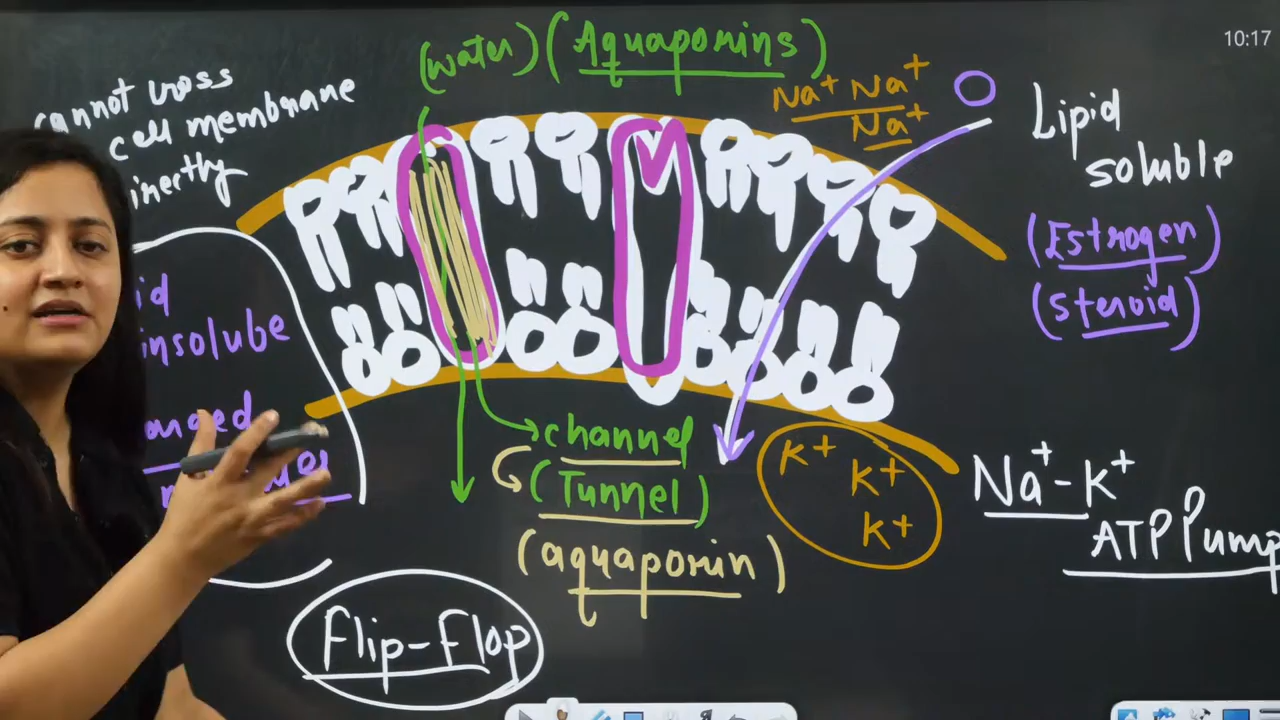 10:17
(water) (Aquaporins)
cannot cross
cell membrane
Na+ Na+
Na+
Lipid
soluble
(Estrogen)
(Steroid)
insolube
channel
(Tunnel)
(aquaporin)
K+ K+
K+
Na+-K+
ATP Pump
Flip-Flop